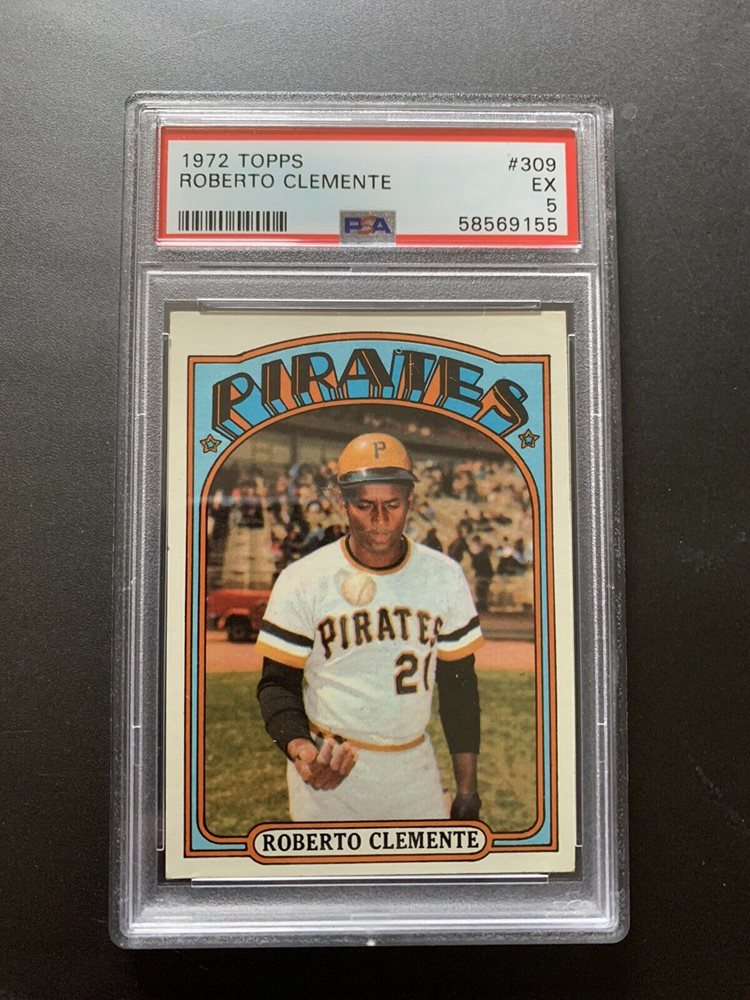 1972 TOPPS #309
ROBERTO CLEMENTE EX
5
PSA 58569155
PIRATES
P
PIRATES
21
ROBERTO CLEMENTE